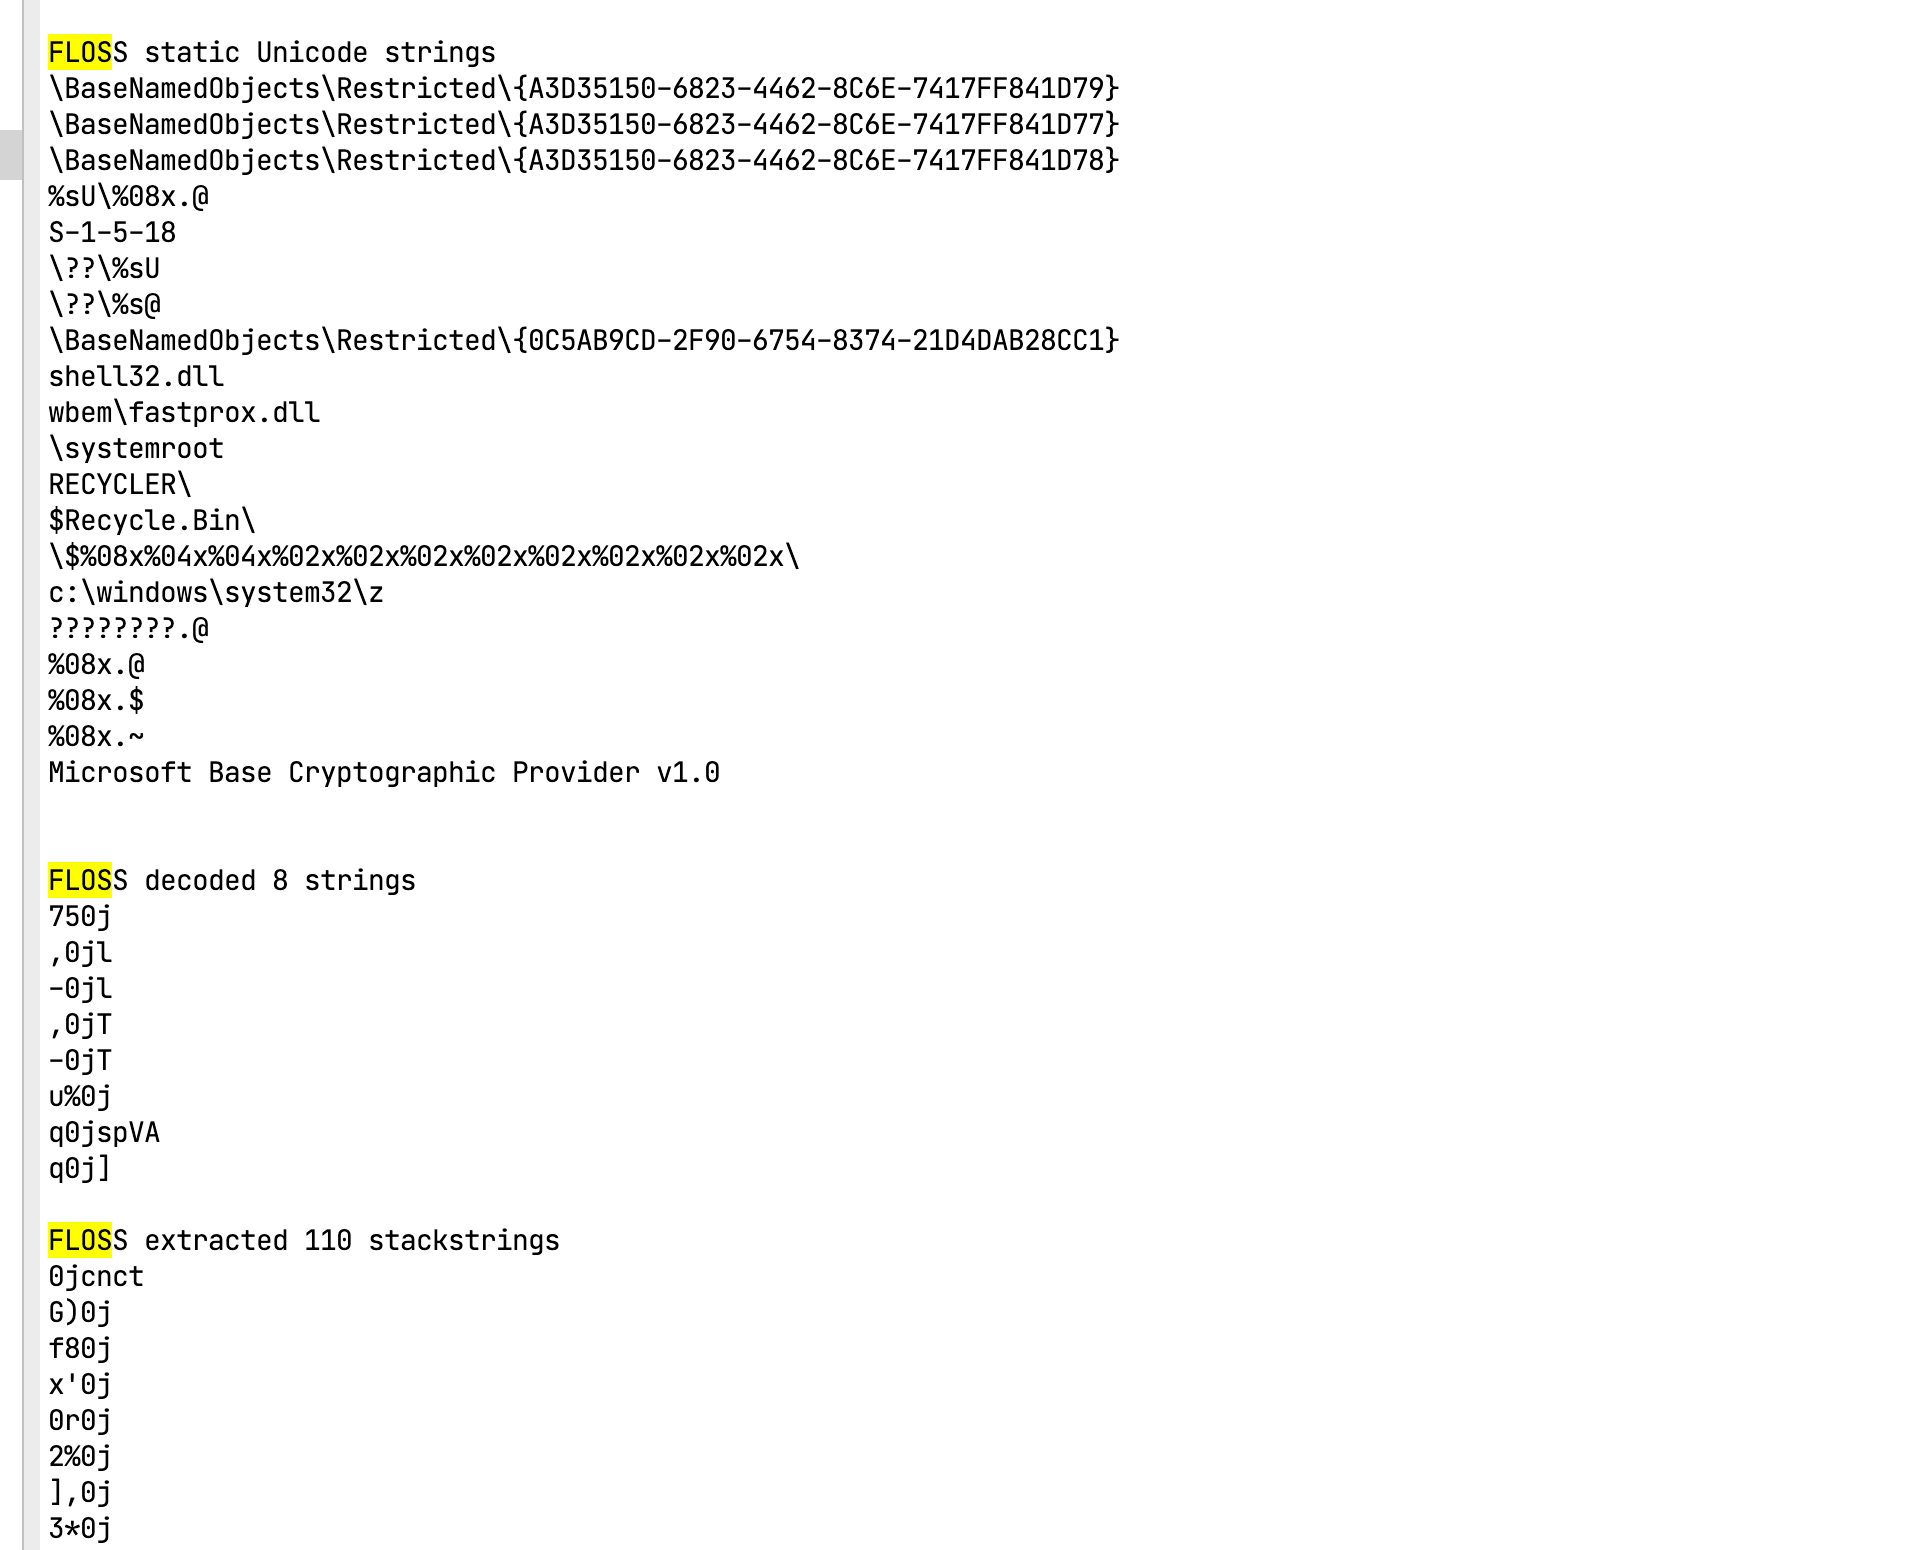 FLOSS static Unicode strings
\BaseNamedObjects\Restricted\{A3D35150-6823-4462-8C6E-7417FF841D79}
\BaseNamedObjects\Restricted\{A3D35150-6823-4462-8C6E-7417FF841D77}
\BaseNamedObjects\Restricted\{A3D35150-6823-4462-8C6E-7417FF841D78}
%sU\%08x.@
S-1-5-18
\??\%sU
\??\%s@
\BaseNamedObjects\Restricted\{0C5AB9CD-2F90-6754-8374-21D4DAB28CC1}
shell32.dll
wbem\fastprox.dll
\systemroot
RECYCLER\
$Recycle.Bin\
\$%08x%04x%04x%02x%02x%02x%02x%02x%02x%02x%02x\
c:\windows\system32\z
????????.@
%08x.@
%08x.$
%08x.~
Microsoft Base Cryptographic Provider v1.0
FLOSS decoded 8 strings
750j
,0jl
-0jl
,0jT
-0jT
u%0j
q0jspVA
q0j]
FLOSS extracted 110 stackstrings
0jcnct
G)0j
f80j
x'0j
0r0j
2%0j
],0j
3*0j